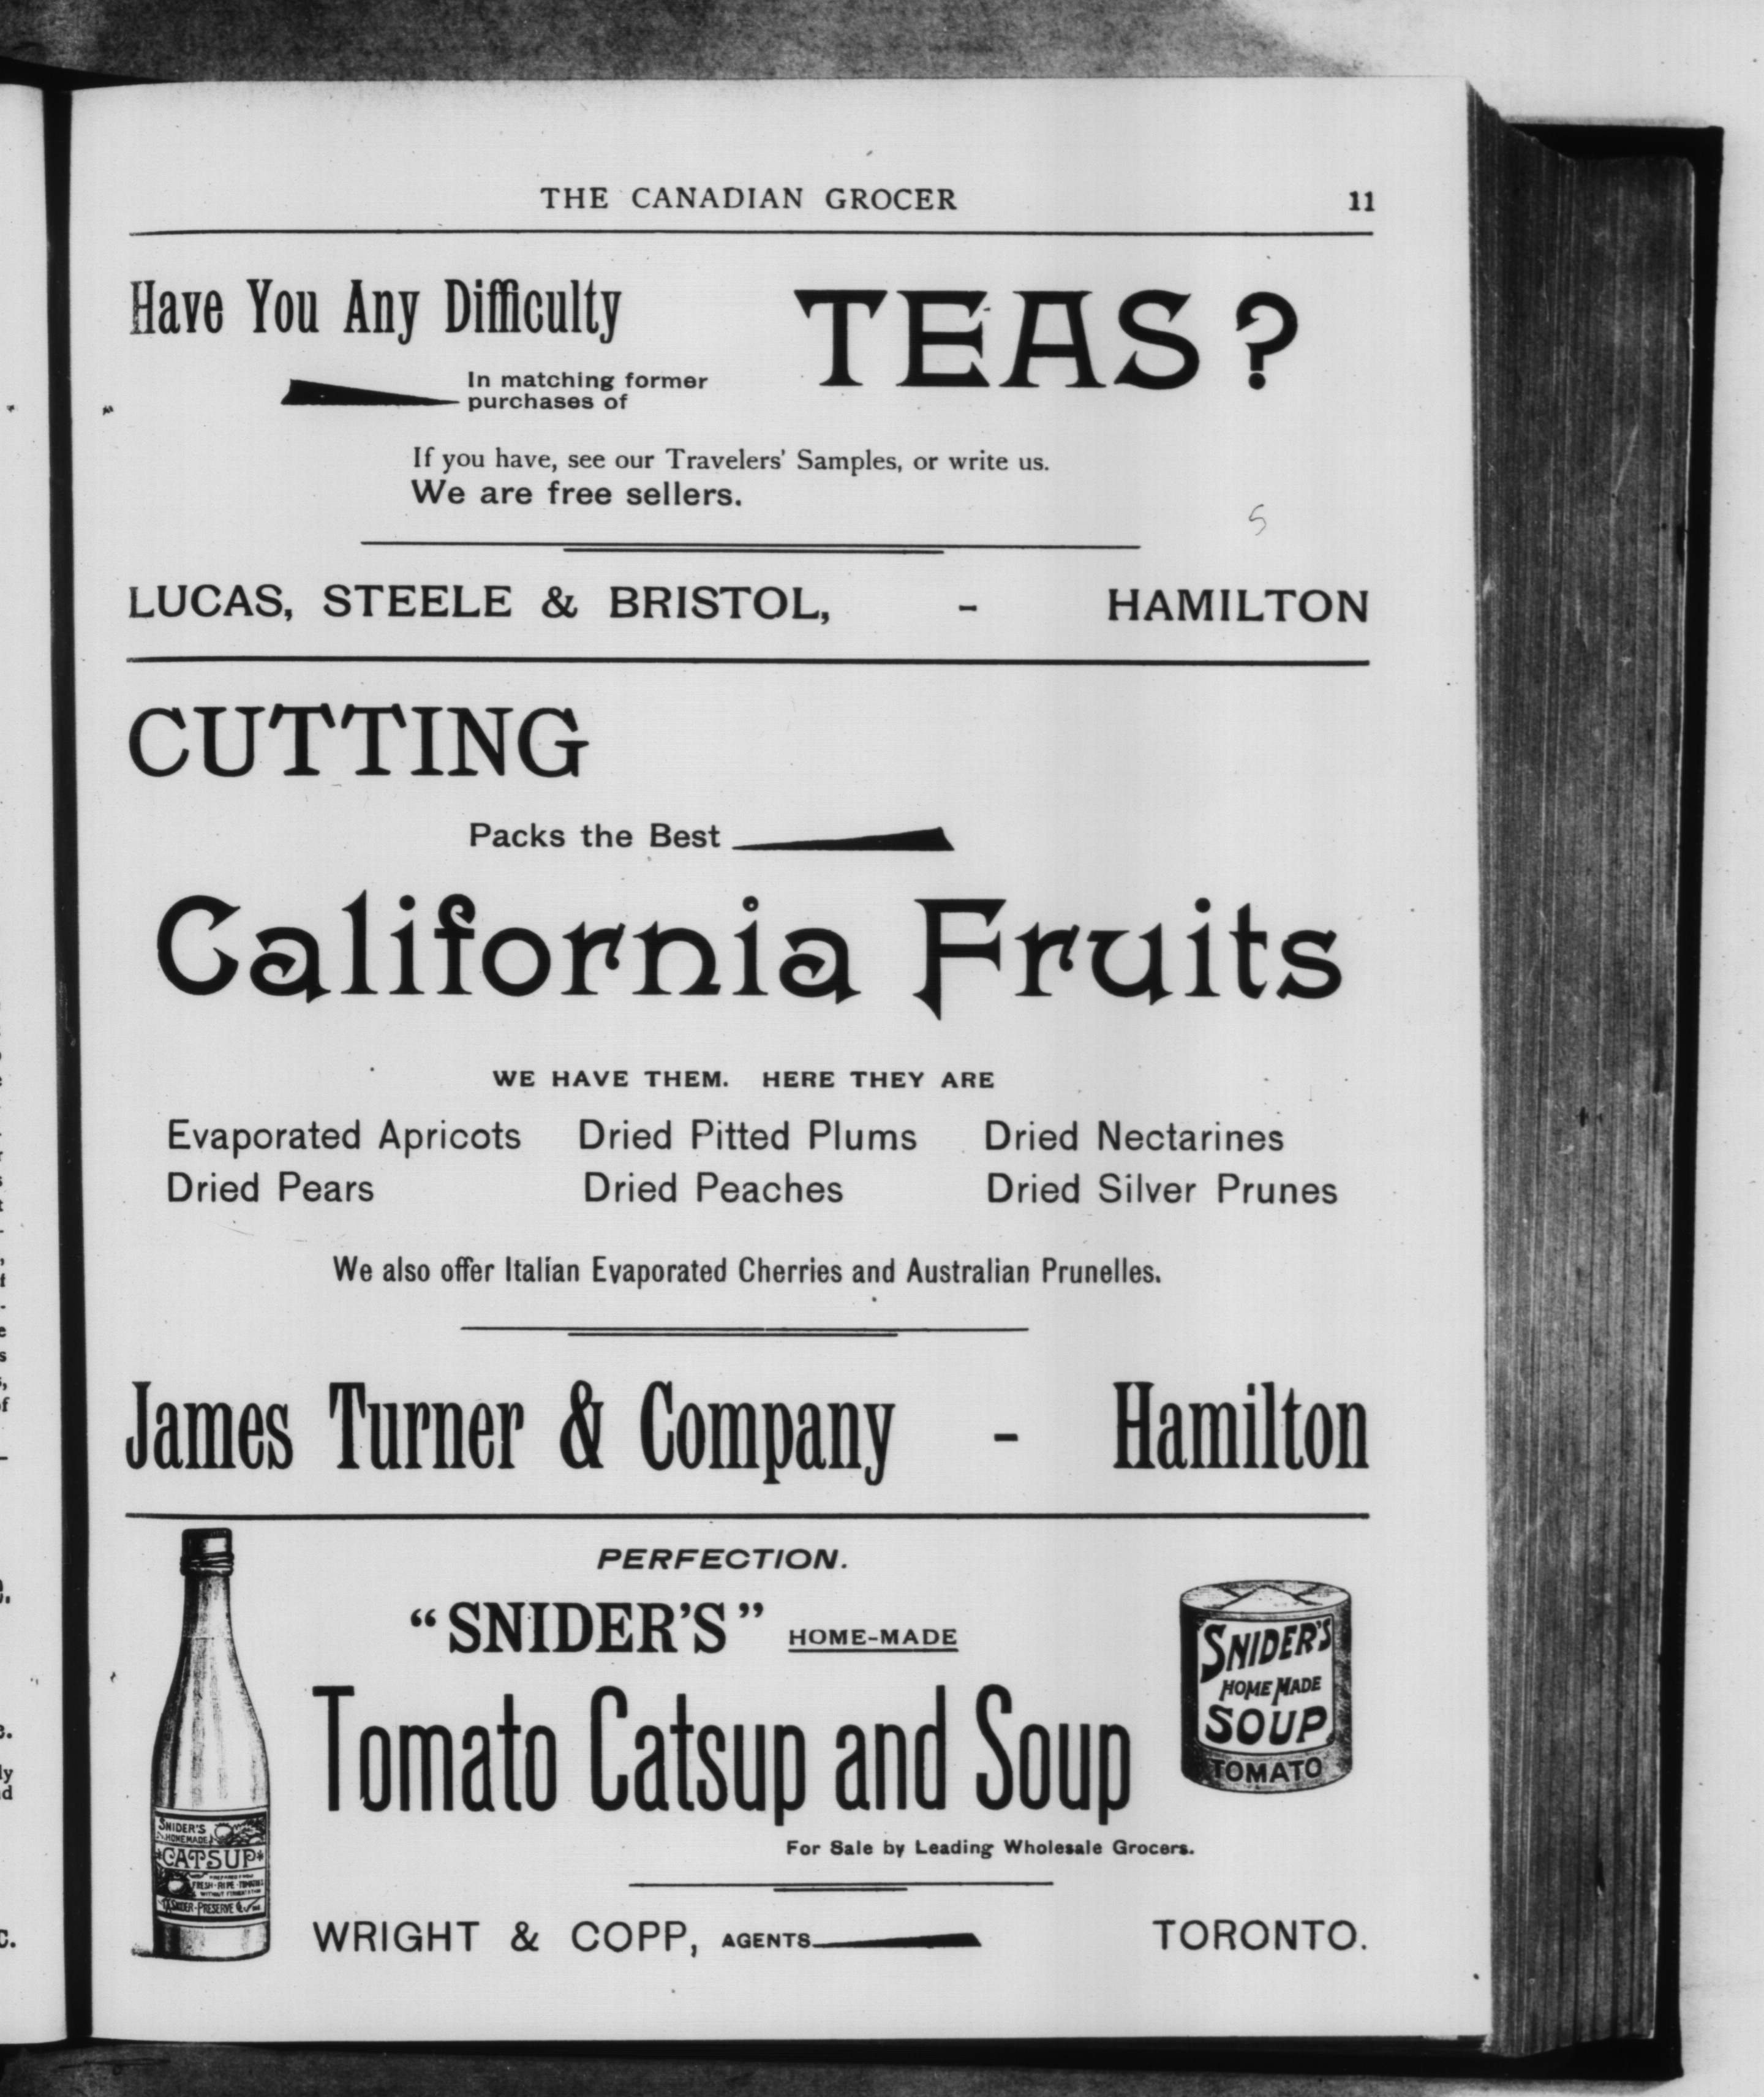 THE CANADIAN GROCER 11
Have You Any Difficulty
In matching former
purchases of
TEAS?
If you have, see our Travelers' Samples, or write us.
We are free sellers.
5
LUCAS, STEELE & BRISTOL, - HAMILTON
CUTTING
Packs the Best
California Fruits
WE HAVE THEM. HERE THEY ARE
Evaporated Apricots Dried Pitted Plums Dried Nectarines
Dried Pears Dried Peaches Dried Silver Prunes
We also offer Italian Evaporated Cherries and Australian Prunelles.
James Turner & Company - Hamilton
PERFECTION.
"SNIDER'S" HOME-MADE
Tomato Catsup and Soup
For Sale by Leading Wholesale Grocers.
WRIGHT & COPP, AGENTS TORONTO.
SNIDER'S
HOME MADE
SOUP
TOMATO
SNIDER'S
HOMEMADE
CATSUP
FRESH RIPE TOMATOES
PRESERVE